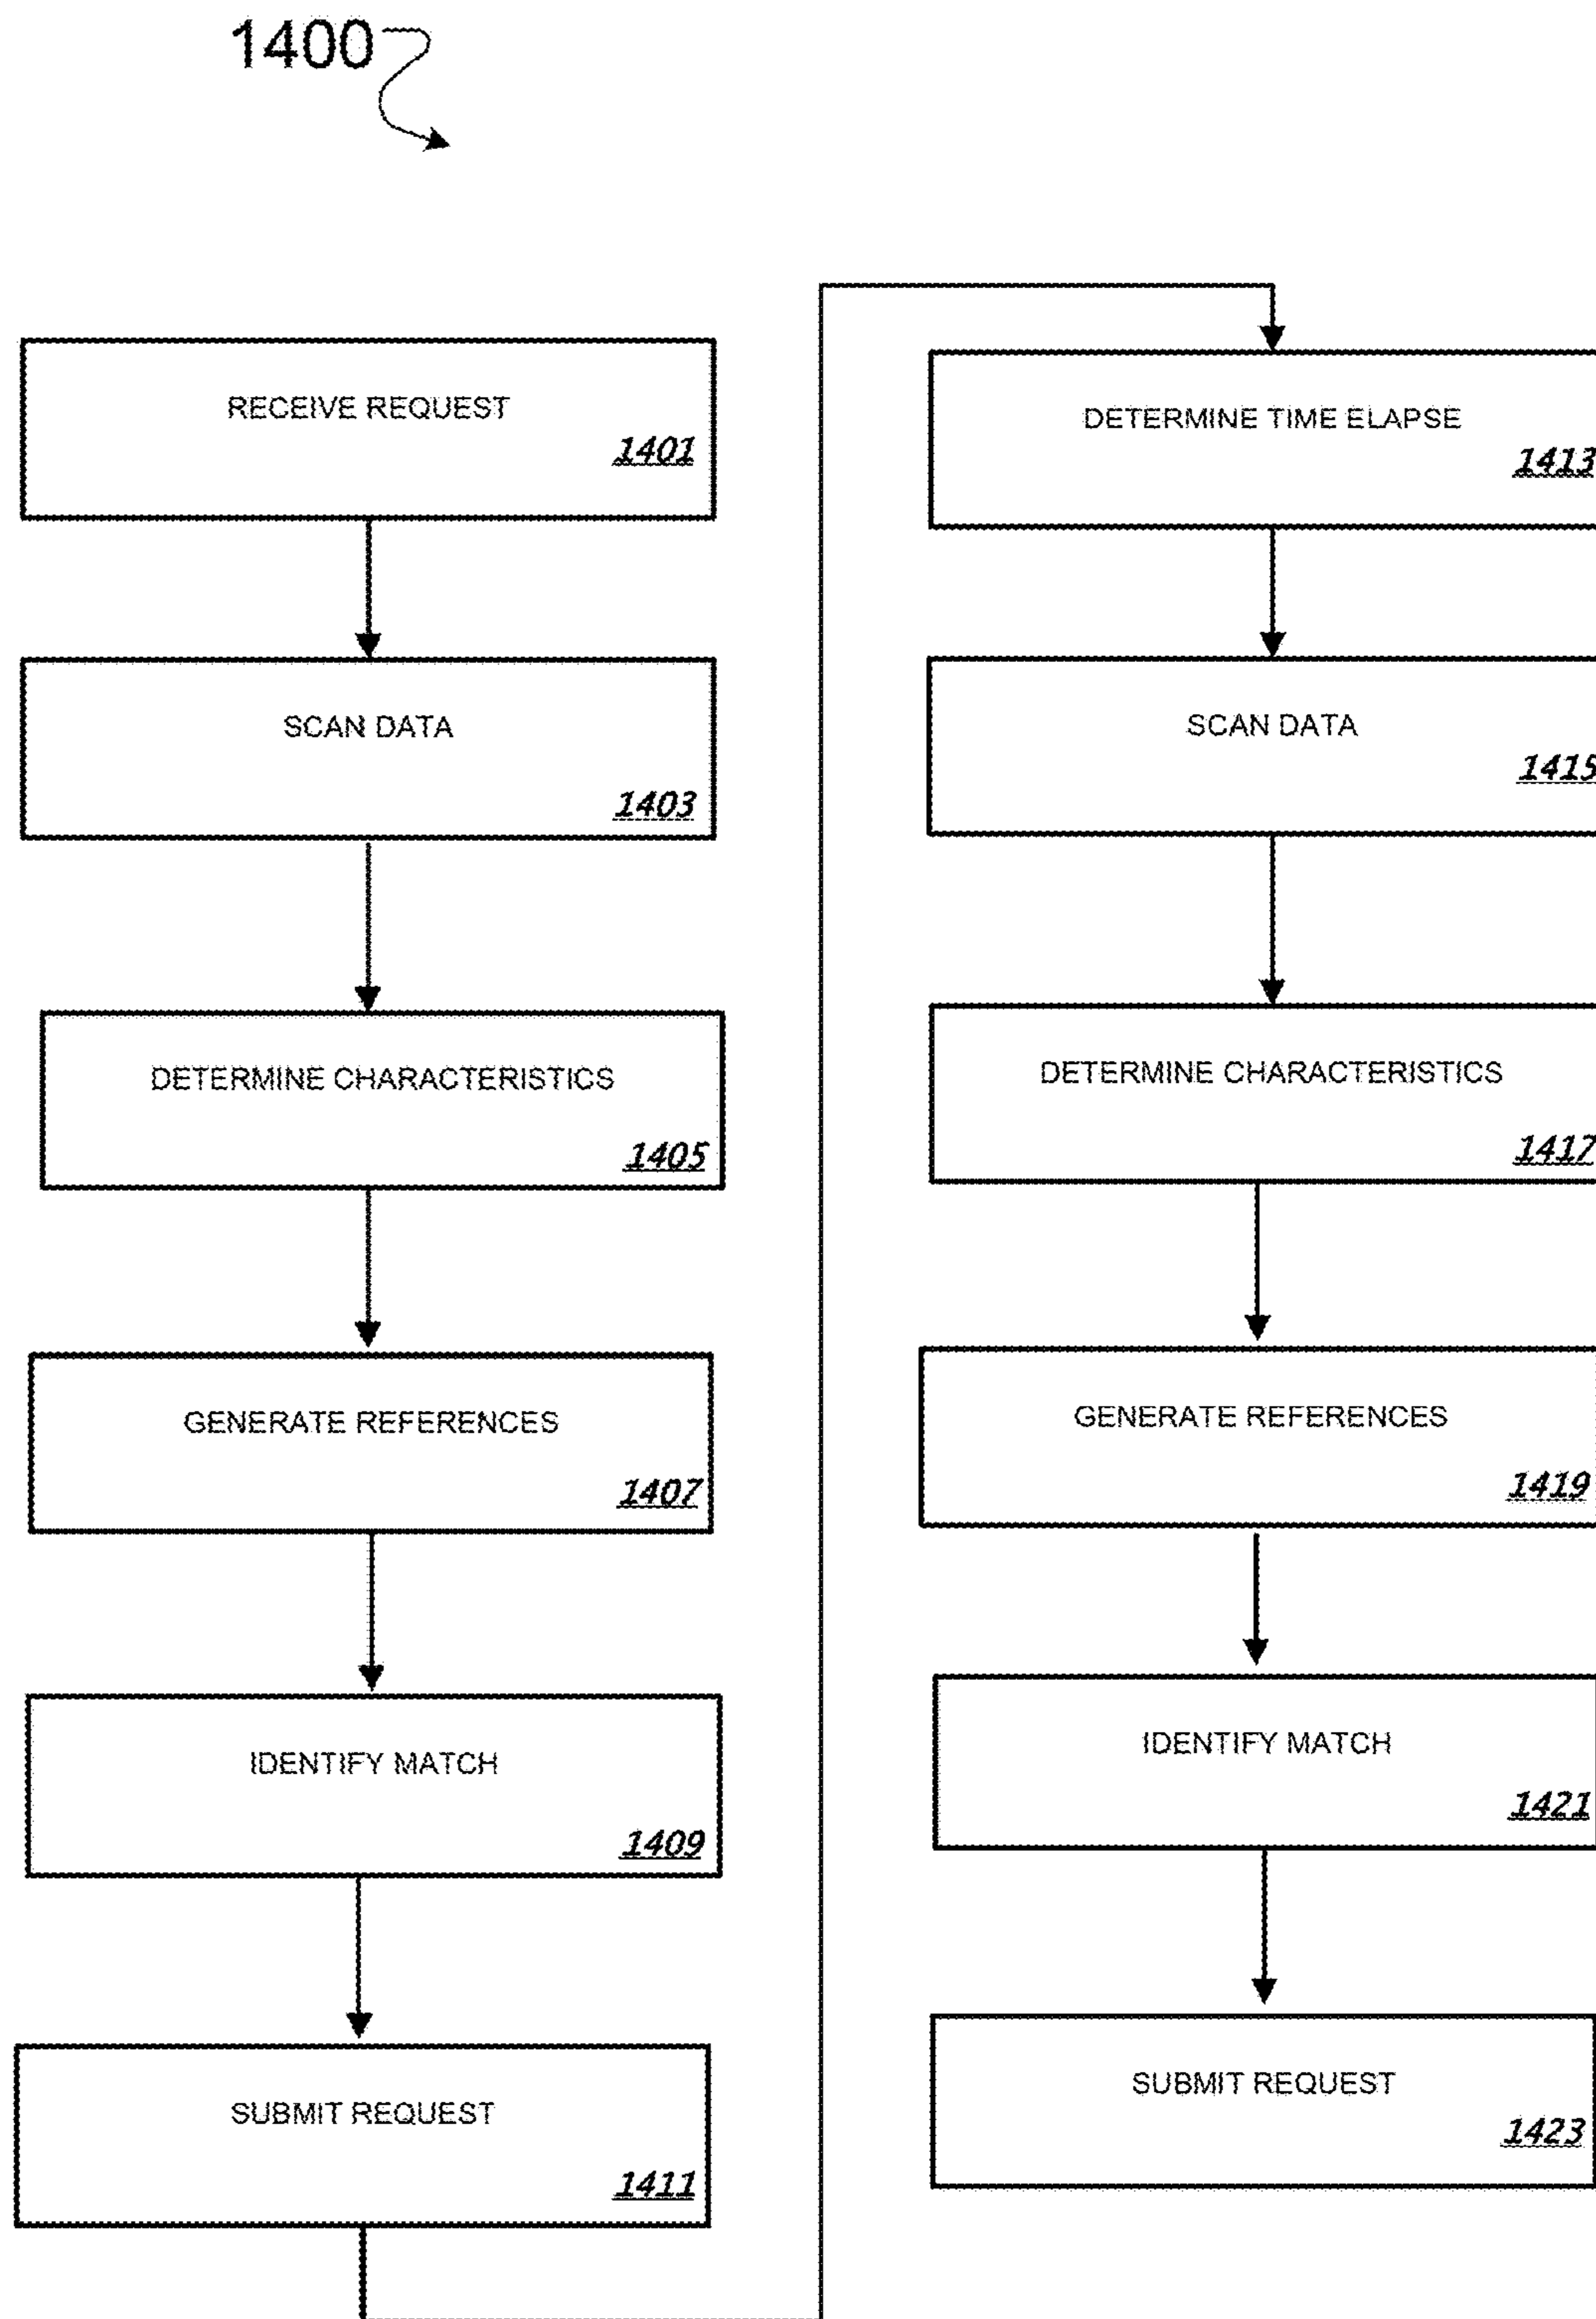 1400
RECEIVE REQUEST
1401
SCAN DATA
1403
DETERMINE CHARACTERISTICS
1405
GENERATE REFERENCES
1407
IDENTIFY MATCH
1409
SUBMIT REQUEST
1411
DETERMINE TIME ELAPSE
1413
SCAN DATA
1415
DETERMINE CHARACTERISTICS
1417
GENERATE REFERENCES
1419
IDENTIFY MATCH
1421
SUBMIT REQUEST
1423